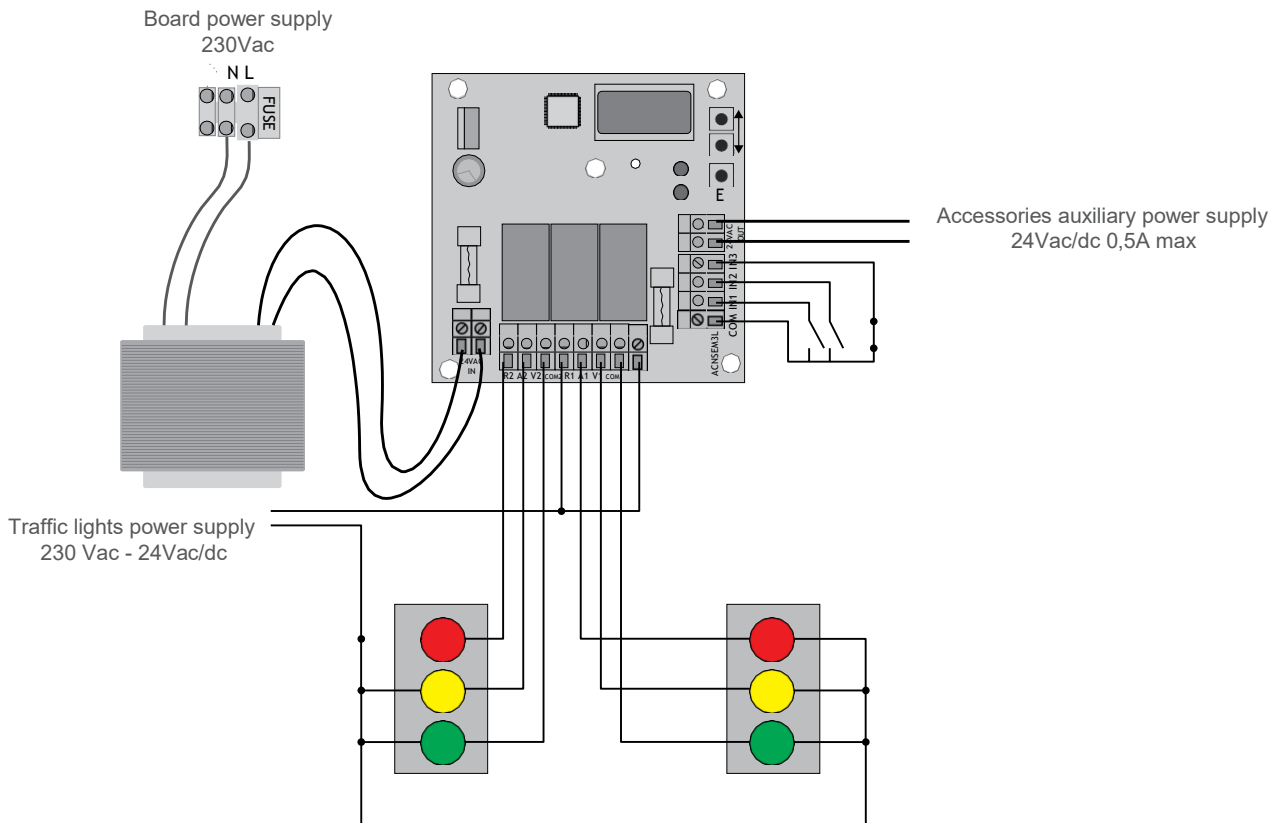 Board power supply
230Vac
N L
FUSE
E
Accessories auxiliary power supply
24Vac/dc 0,5A max
24VAC
OUT
COM IN1 IN2 IN3
ACNSEM3L
24VAC
IN
R2 A2 V2 COM2 R1 A1 V1 COM
Traffic lights power supply
230 Vac - 24Vac/dc